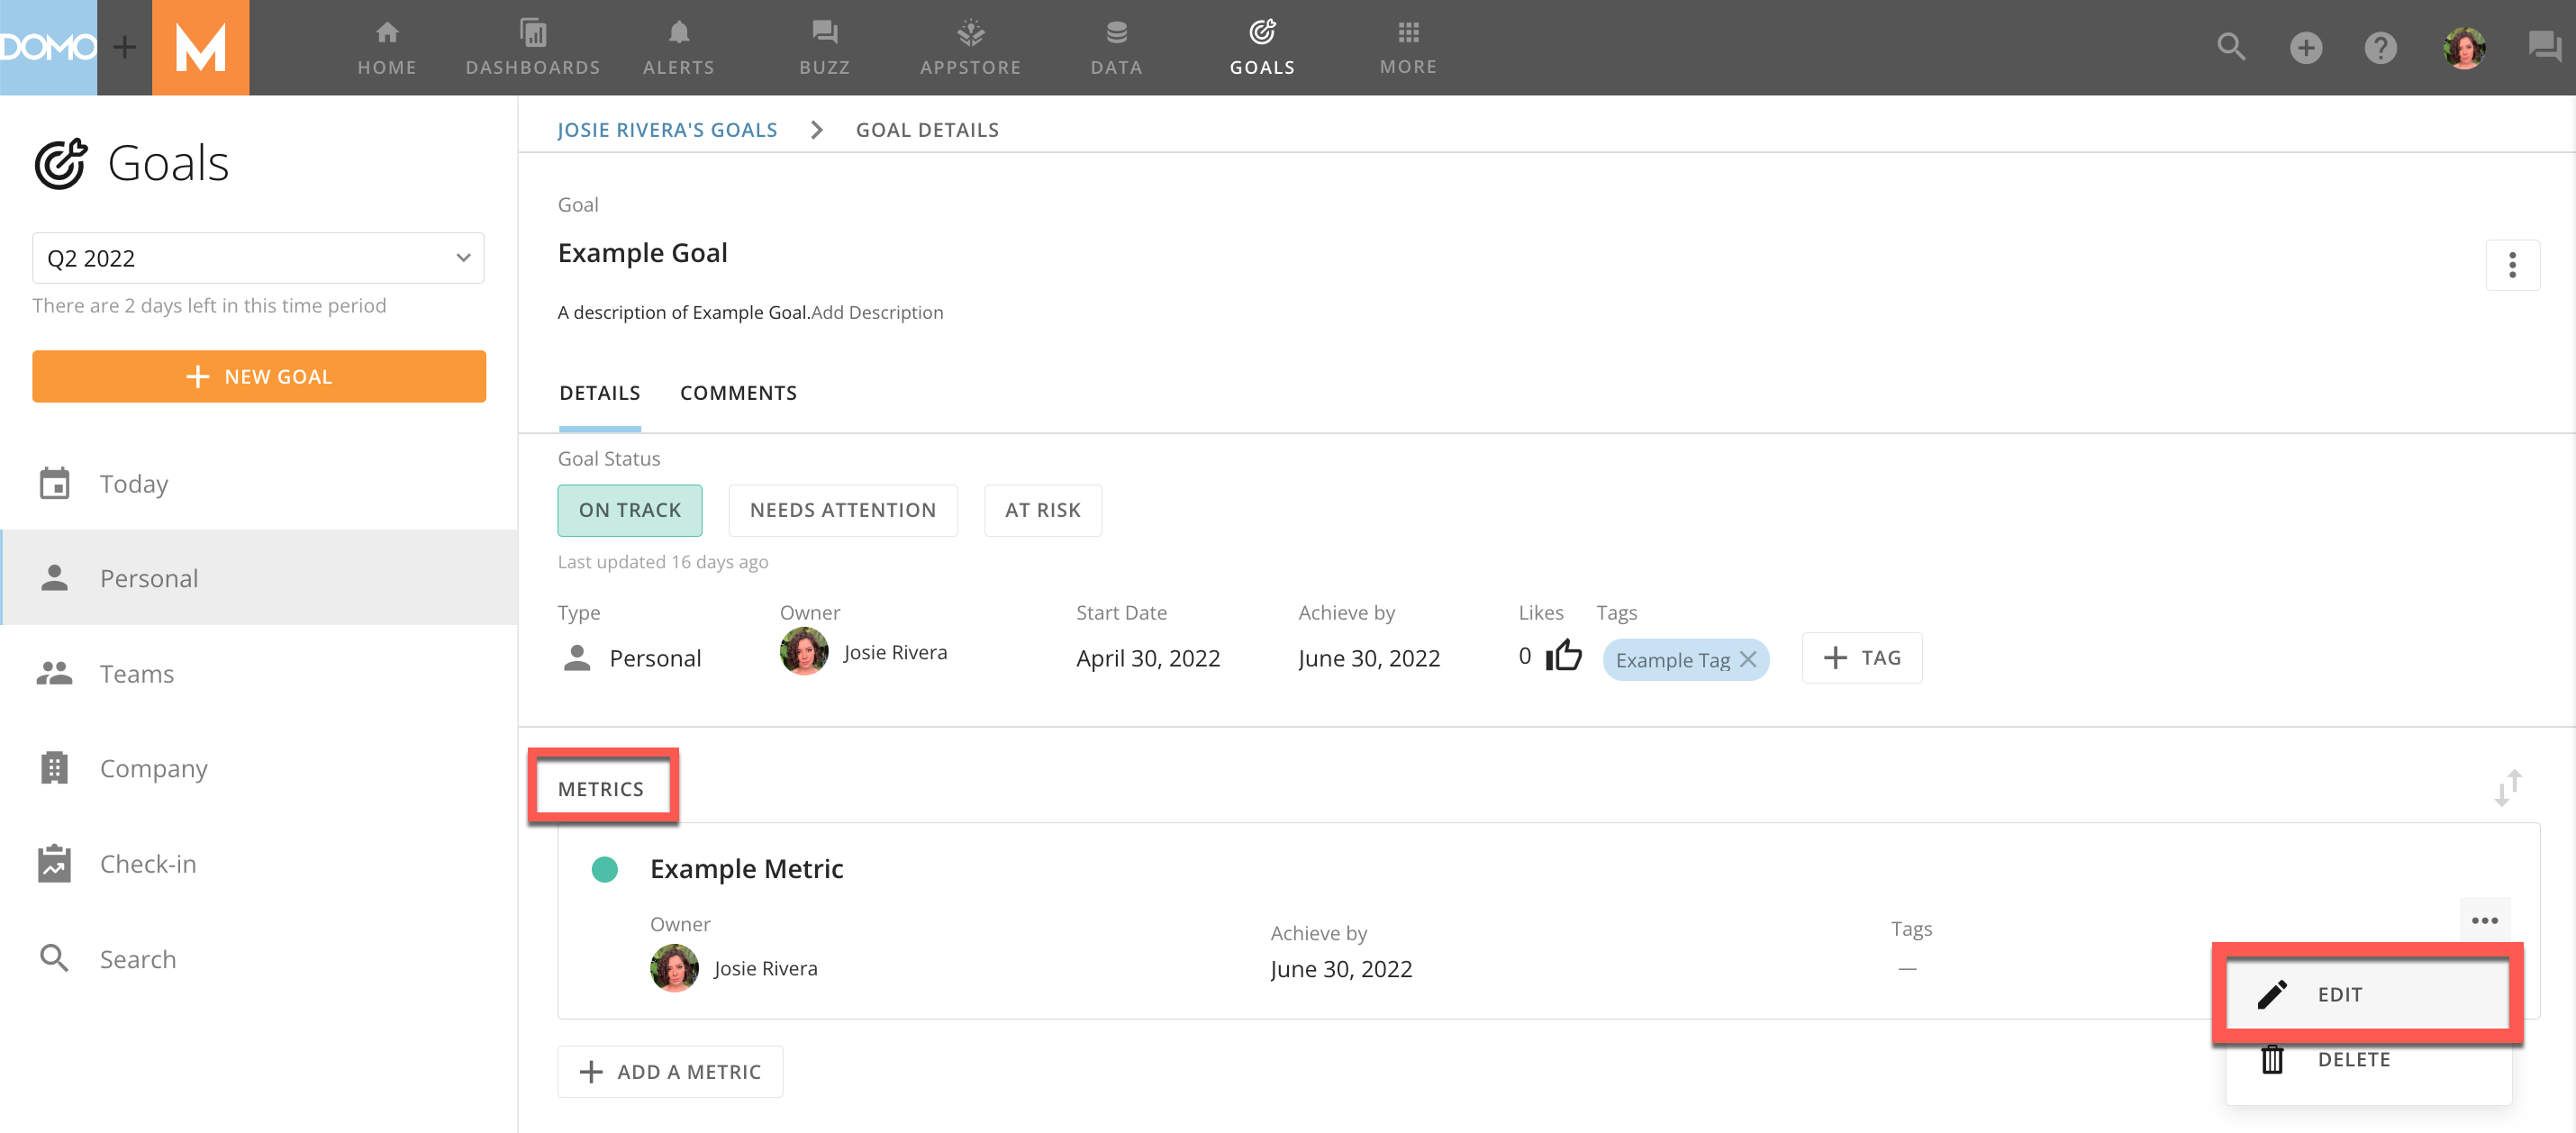 DOMO
HOME DASHBOARDS ALERTS BUZZ APPSTORE DATA GOALS MORE
Goals
Q2 2022
There are 2 days left in this time period
NEW GOAL
Today
Personal
Teams
Company
Check-in
Search
JOSIE RIVERA'S GOALS GOAL DETAILS
Goal
Example Goal
A description of Example Goal.Add Description
DETAILS COMMENTS
Goal Status
ON TRACK NEEDS ATTENTION AT RISK
Last updated 16 days ago
Type Owner Start Date Achieve by Likes Tags
Personal Josie Rivera April 30, 2022 June 30, 2022 0 Example Tag TAG
METRICS
Example Metric
Owner Achieve by Tags
Josie Rivera June 30, 2022 —
EDIT
DELETE
ADD A METRIC